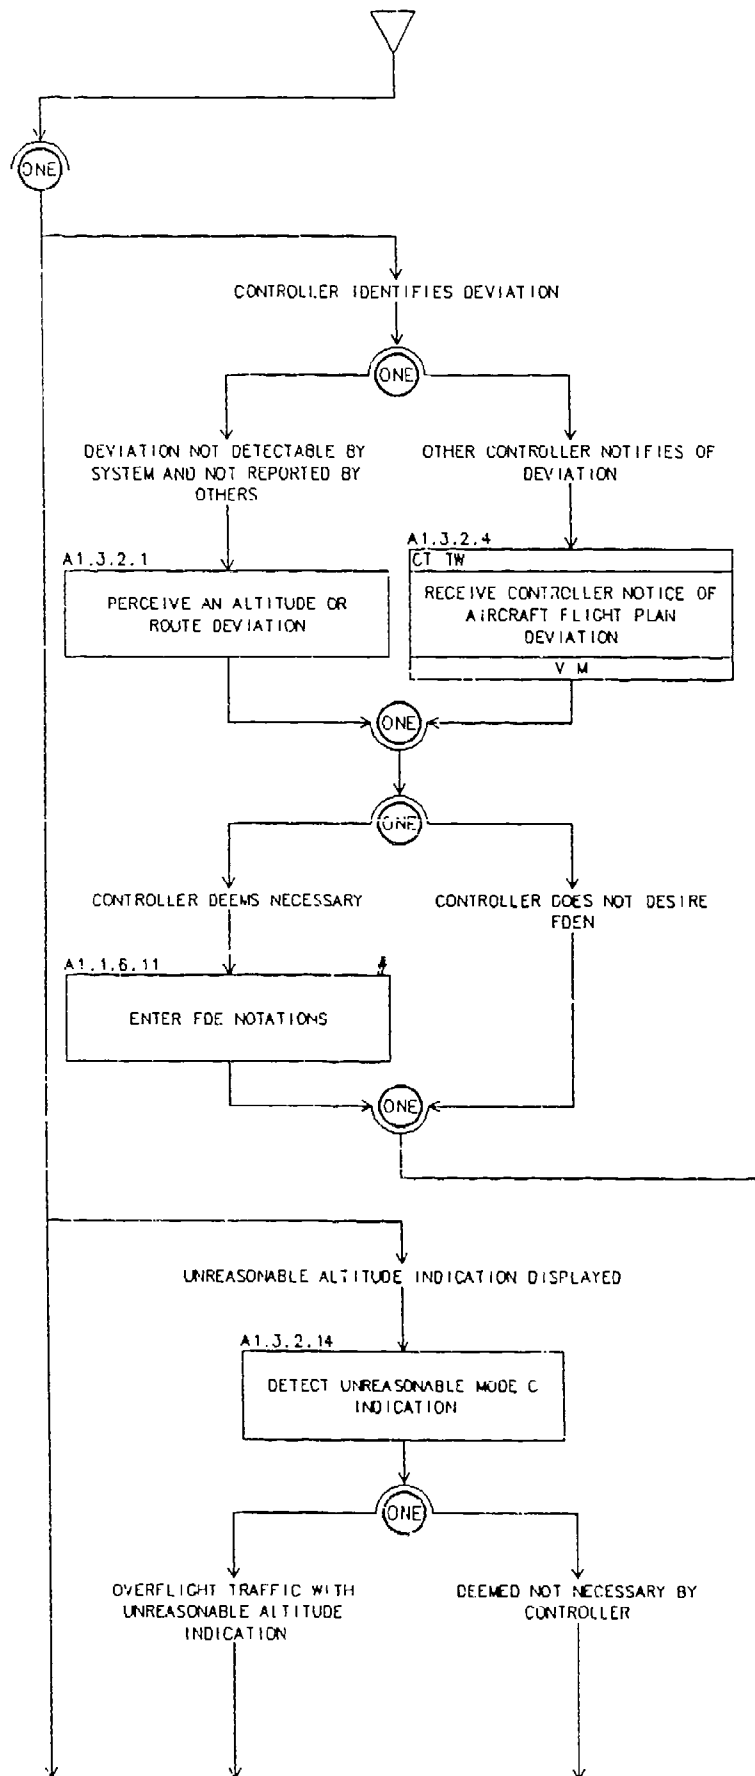 ONE
CONTROLLER IDENTIFIES DEVIATION
ONE
DEVIATION NOT DETECTABLE BY
SYSTEM AND NOT REPORTED BY
OTHERS
OTHER CONTROLLER NOTIFIES OF
DEVIATION
A1.3.2.1
PERCEIVE AN ALTITUDE OR
ROUTE DEVIATION
A1.3.2.4
CT TW
RECEIVE CONTROLLER NOTICE OF
AIRCRAFT FLIGHT PLAN
DEVIATION
V M
ONE
ONE
CONTROLLER DEEMS NECESSARY
CONTROLLER DOES NOT DESIRE
FDEN
A1.1.6.11
#
ENTER FDE NOTATIONS
ONE
UNREASONABLE ALTITUDE INDICATION DISPLAYED
A1.3.2.14
DETECT UNREASONABLE MODE C
INDICATION
ONE
OVERFLIGHT TRAFFIC WITH
UNREASONABLE ALTITUDE
INDICATION
DEEMED NOT NECESSARY BY
CONTROLLER